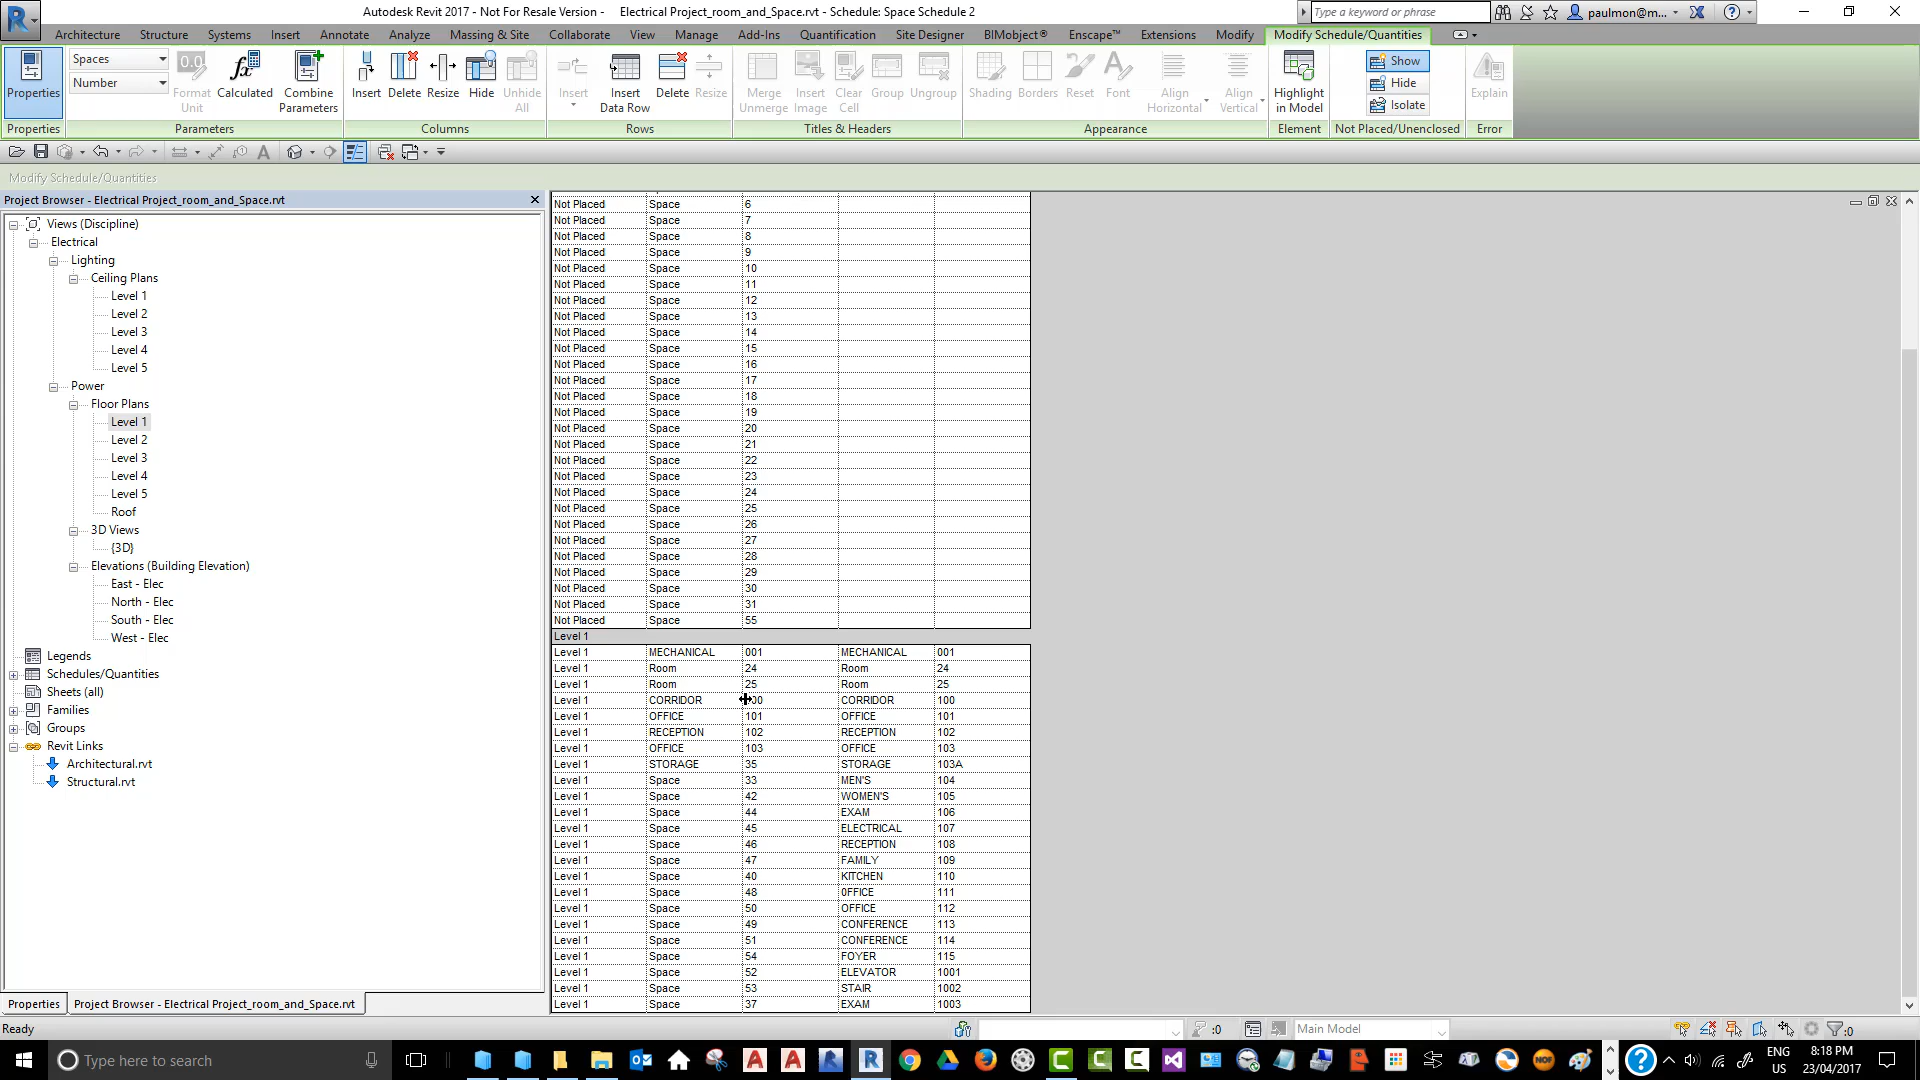 Autodesk Revit 2017 - Not For Resale Version - Electrical Project_room_and_Space.rvt - Schedule: Space Schedule 2
Type a keyword or phrase
paulmon@m...
Architecture Structure Systems Insert Annotate Analyze Massing & Site Collaborate View Manage Add-Ins Quantification Site Designer BIMobject® Enscape™ Extensions Modify Modify Schedule/Quantities
Properties
Spaces
Number
Format Unit
Calculated
Combine Parameters
Insert Delete Resize Hide Unhide All
Insert
Insert Data Row
Delete Resize
Merge Unmerge
Insert Image
Clear Cell
Group Ungroup
Shading Borders Reset Font
Align Horizontal
Align Vertical
Highlight in Model
Show
Hide
Isolate
Explain
Properties Parameters Columns Rows Titles & Headers Appearance Element Not Placed/Unenclosed Error
Modify Schedule/Quantities
Project Browser - Electrical Project_room_and_Space.rvt
Views (Discipline)
Electrical
Lighting
Ceiling Plans
Level 1
Level 2
Level 3
Level 4
Level 5
Power
Floor Plans
Level 1
Level 2
Level 3
Level 4
Level 5
Roof
3D Views
{3D}
Elevations (Building Elevation)
East - Elec
North - Elec
South - Elec
West - Elec
Legends
Schedules/Quantities
Sheets (all)
Families
Groups
Revit Links
Architectural.rvt
Structural.rvt
Properties
Project Browser - Electrical Project_room_and_Space.rvt
Not Placed Space 6
Not Placed Space 7
Not Placed Space 8
Not Placed Space 9
Not Placed Space 10
Not Placed Space 11
Not Placed Space 12
Not Placed Space 13
Not Placed Space 14
Not Placed Space 15
Not Placed Space 16
Not Placed Space 17
Not Placed Space 18
Not Placed Space 19
Not Placed Space 20
Not Placed Space 21
Not Placed Space 22
Not Placed Space 23
Not Placed Space 24
Not Placed Space 25
Not Placed Space 26
Not Placed Space 27
Not Placed Space 28
Not Placed Space 29
Not Placed Space 30
Not Placed Space 31
Not Placed Space 55
Level 1
Level 1 MECHANICAL 001 MECHANICAL 001
Level 1 Room 24 Room 24
Level 1 Room 25 Room 25
Level 1 CORRIDOR 00 CORRIDOR 100
Level 1 OFFICE 101 OFFICE 101
Level 1 RECEPTION 102 RECEPTION 102
Level 1 OFFICE 103 OFFICE 103
Level 1 STORAGE 35 STORAGE 103A
Level 1 Space 33 MEN'S 104
Level 1 Space 42 WOMEN'S 105
Level 1 Space 44 EXAM 106
Level 1 Space 45 ELECTRICAL 107
Level 1 Space 46 RECEPTION 108
Level 1 Space 47 FAMILY 109
Level 1 Space 40 KITCHEN 110
Level 1 Space 48 0FFICE 111
Level 1 Space 50 OFFICE 112
Level 1 Space 49 CONFERENCE 113
Level 1 Space 51 CONFERENCE 114
Level 1 Space 54 FOYER 115
Level 1 Space 52 ELEVATOR 1001
Level 1 Space 53 STAIR 1002
Level 1 Space 37 EXAM 1003
Ready
:0
Main Model
:0
Type here to search
ENG
US
8:18 PM
23/04/2017